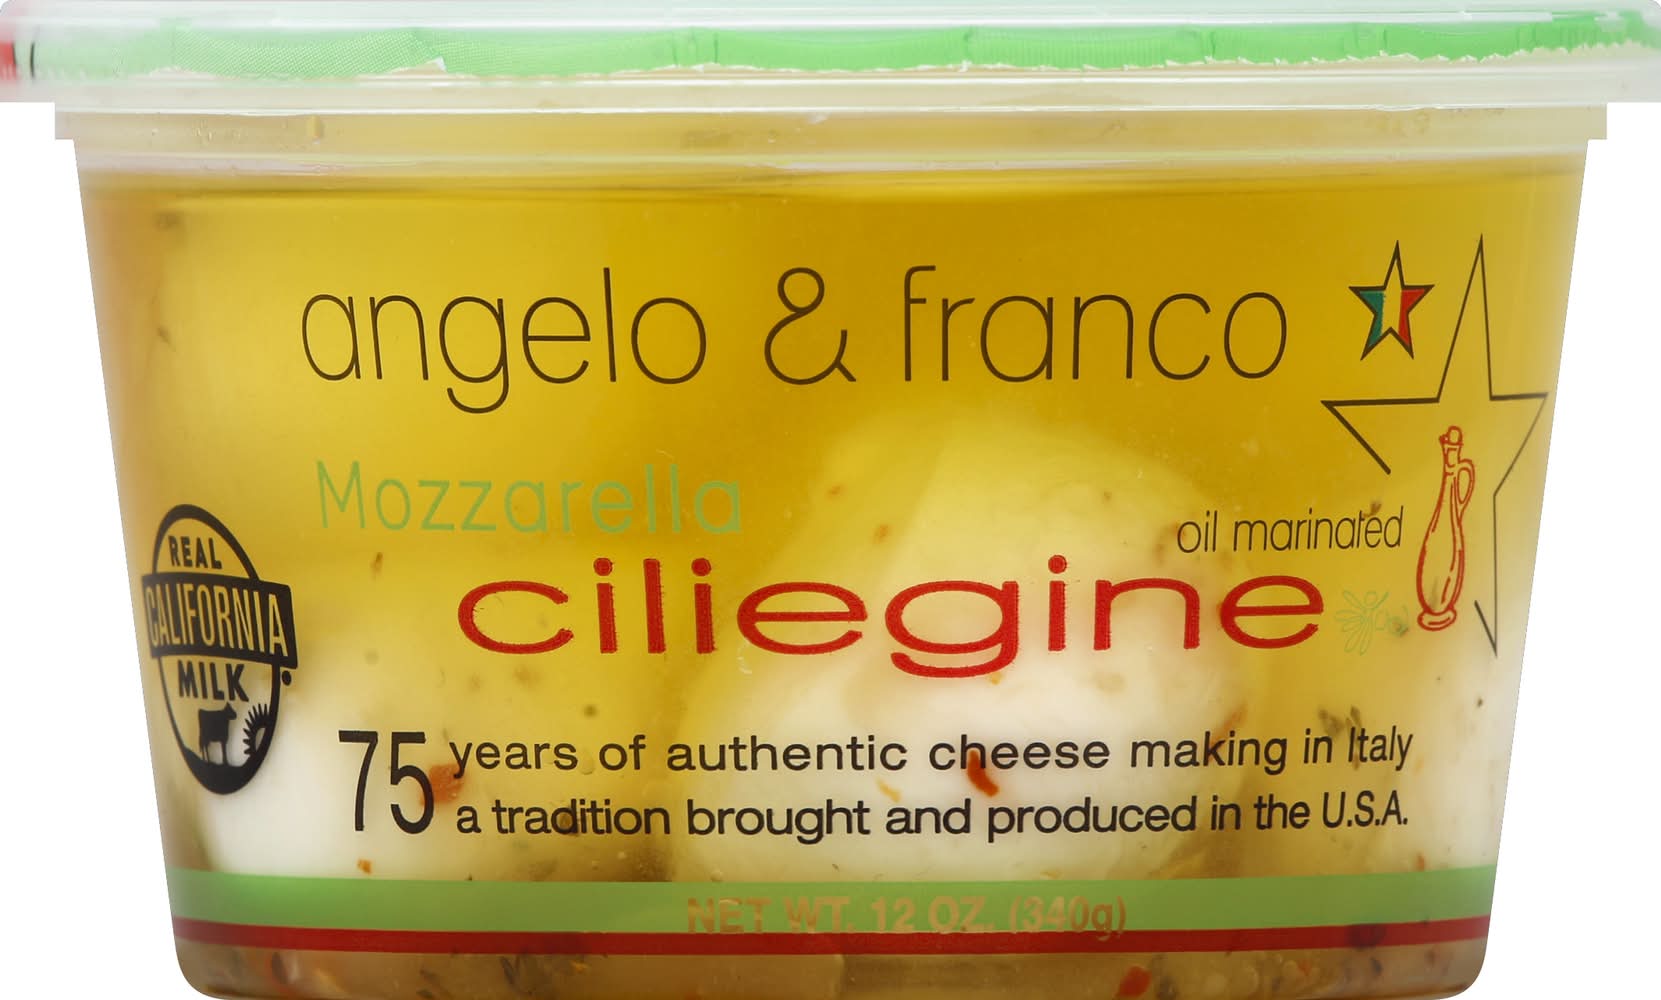 angelo & franco
Mozzarella
oil marinated
ciliegine
REAL
CALIFORNIA
MILK
75 years of authentic cheese making in Italy
a tradition brought and produced in the U.S.A.
NET WT. 12 OZ. (340g)